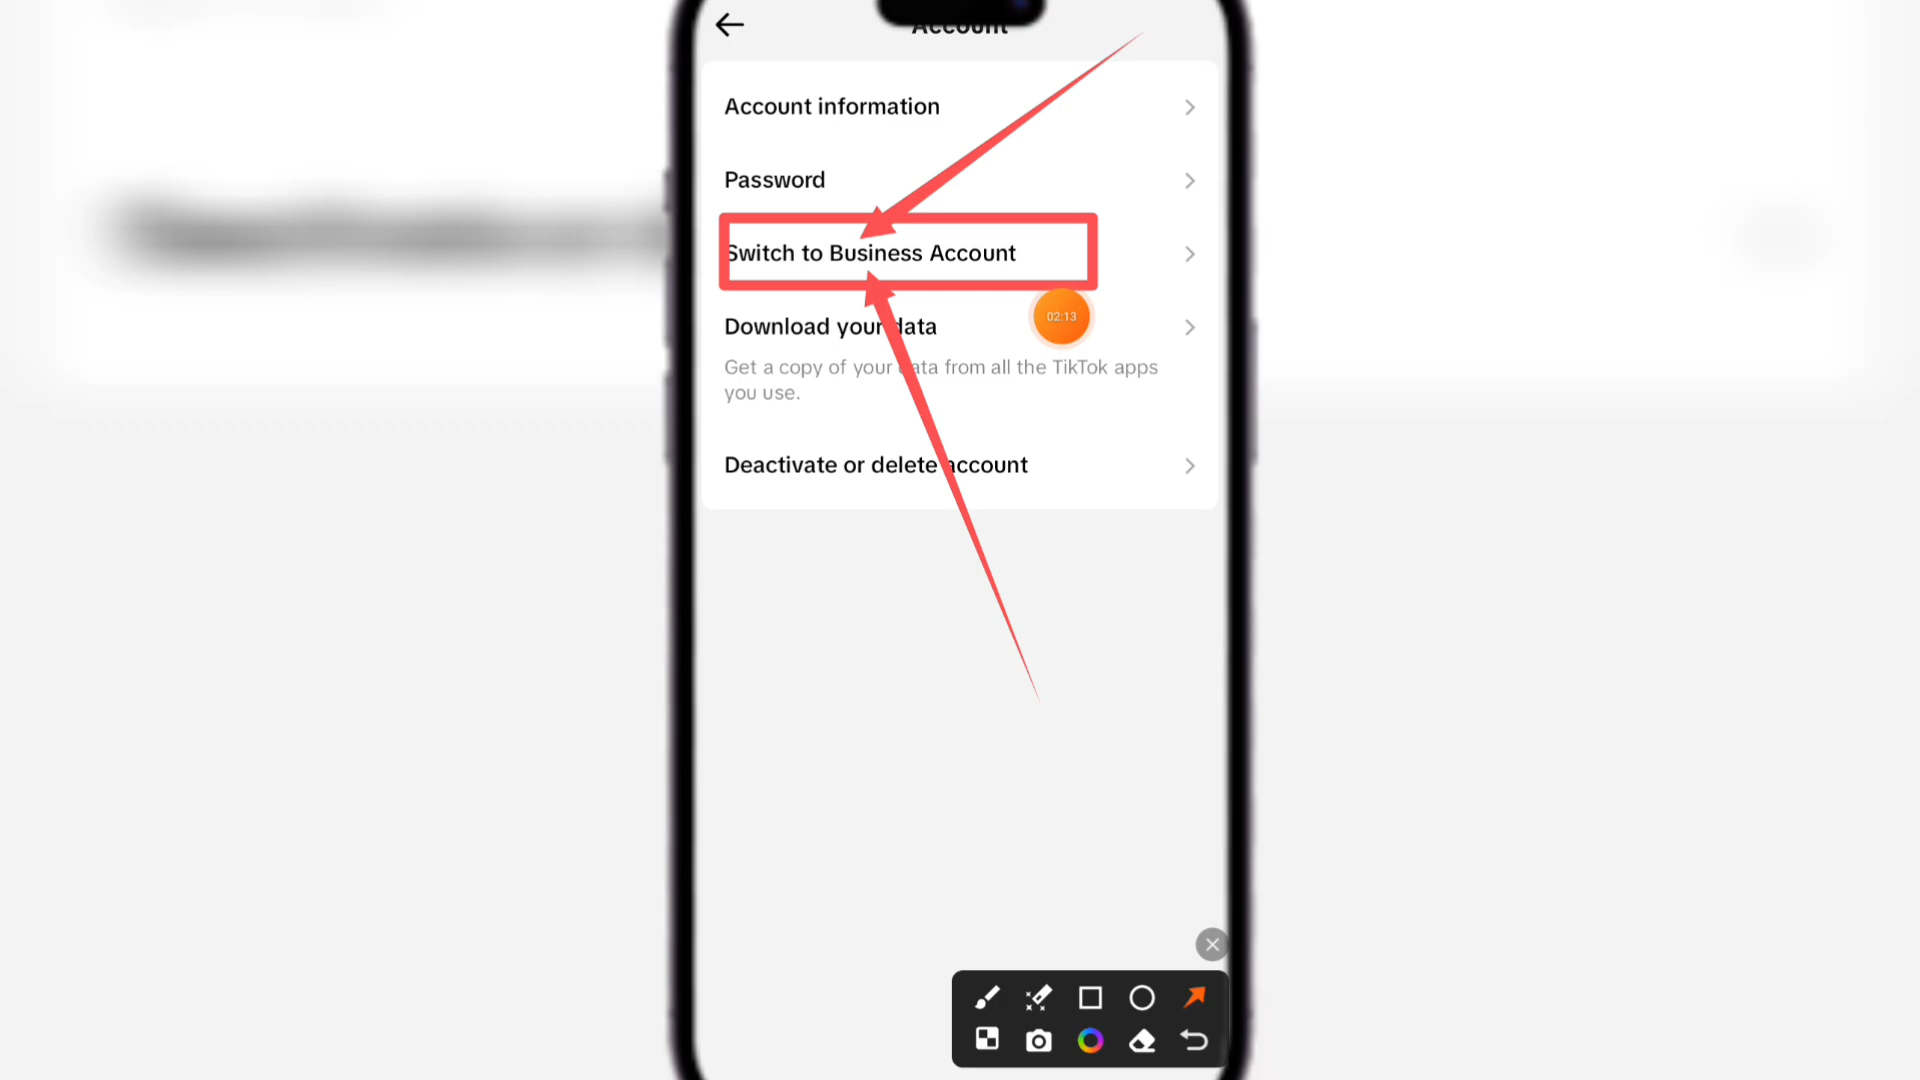 Account
Account information
Password
Switch to Business Account
Download your data
02:13
Get a copy of your data from all the TikTok apps
you use.
Deactivate or delete account